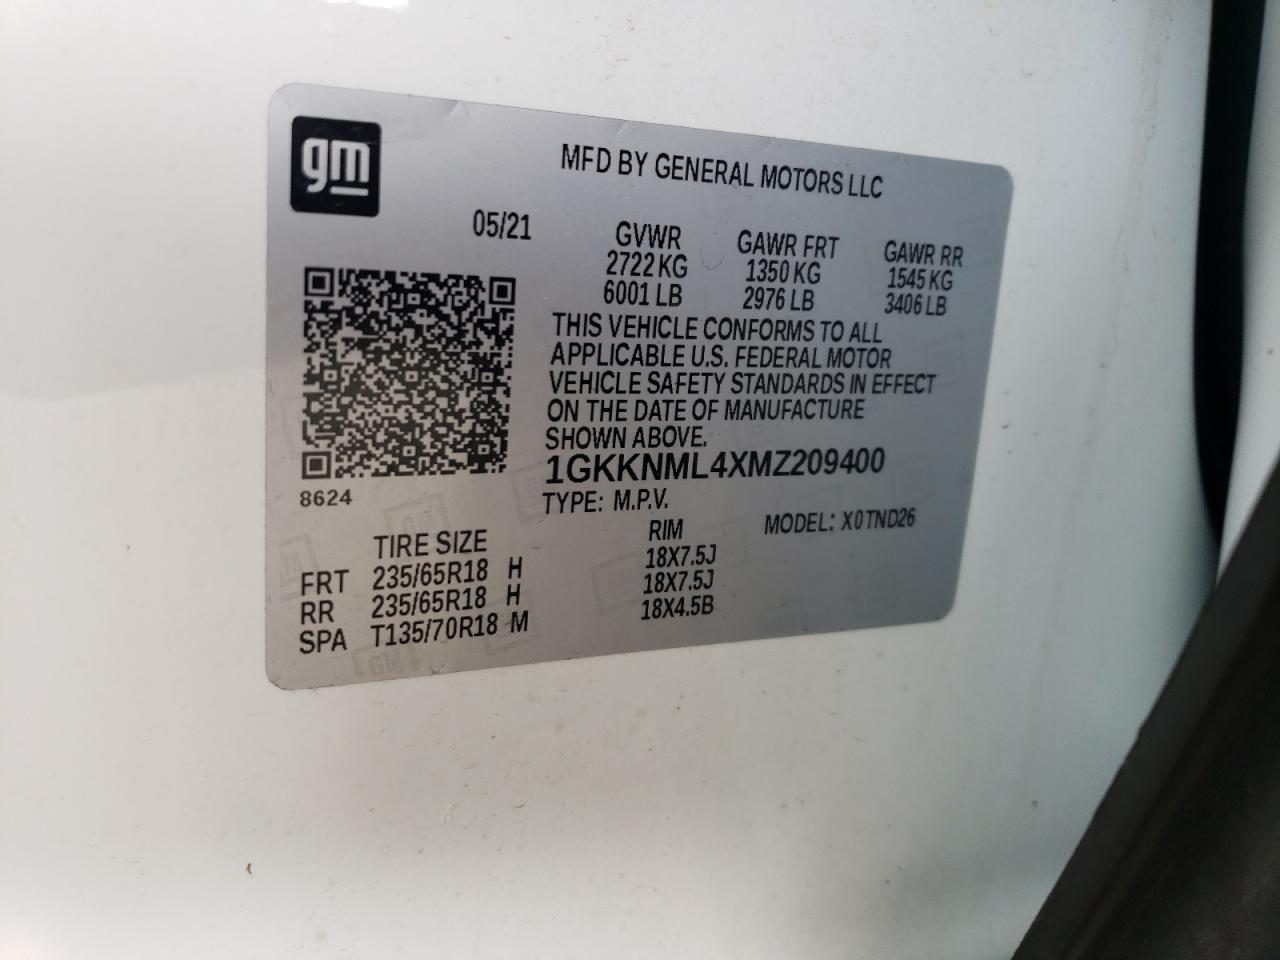 gm
MFD BY GENERAL MOTORS LLC
05/21
GVWR GAWR FRT GAWR RR
2722 KG 1350 KG 1545 KG
6001 LB 2976 LB 3406 LB
THIS VEHICLE CONFORMS TO ALL
APPLICABLE U.S. FEDERAL MOTOR
VEHICLE SAFETY STANDARDS IN EFFECT
ON THE DATE OF MANUFACTURE
SHOWN ABOVE.
1GKKNML4XMZ209400
8624
TYPE: M.P.V. MODEL: X0TND26
TIRE SIZE RIM
FRT 235/65R18 H 18X7.5J
RR 235/65R18 H 18X7.5J
SPA T135/70R18 M 18X4.5B